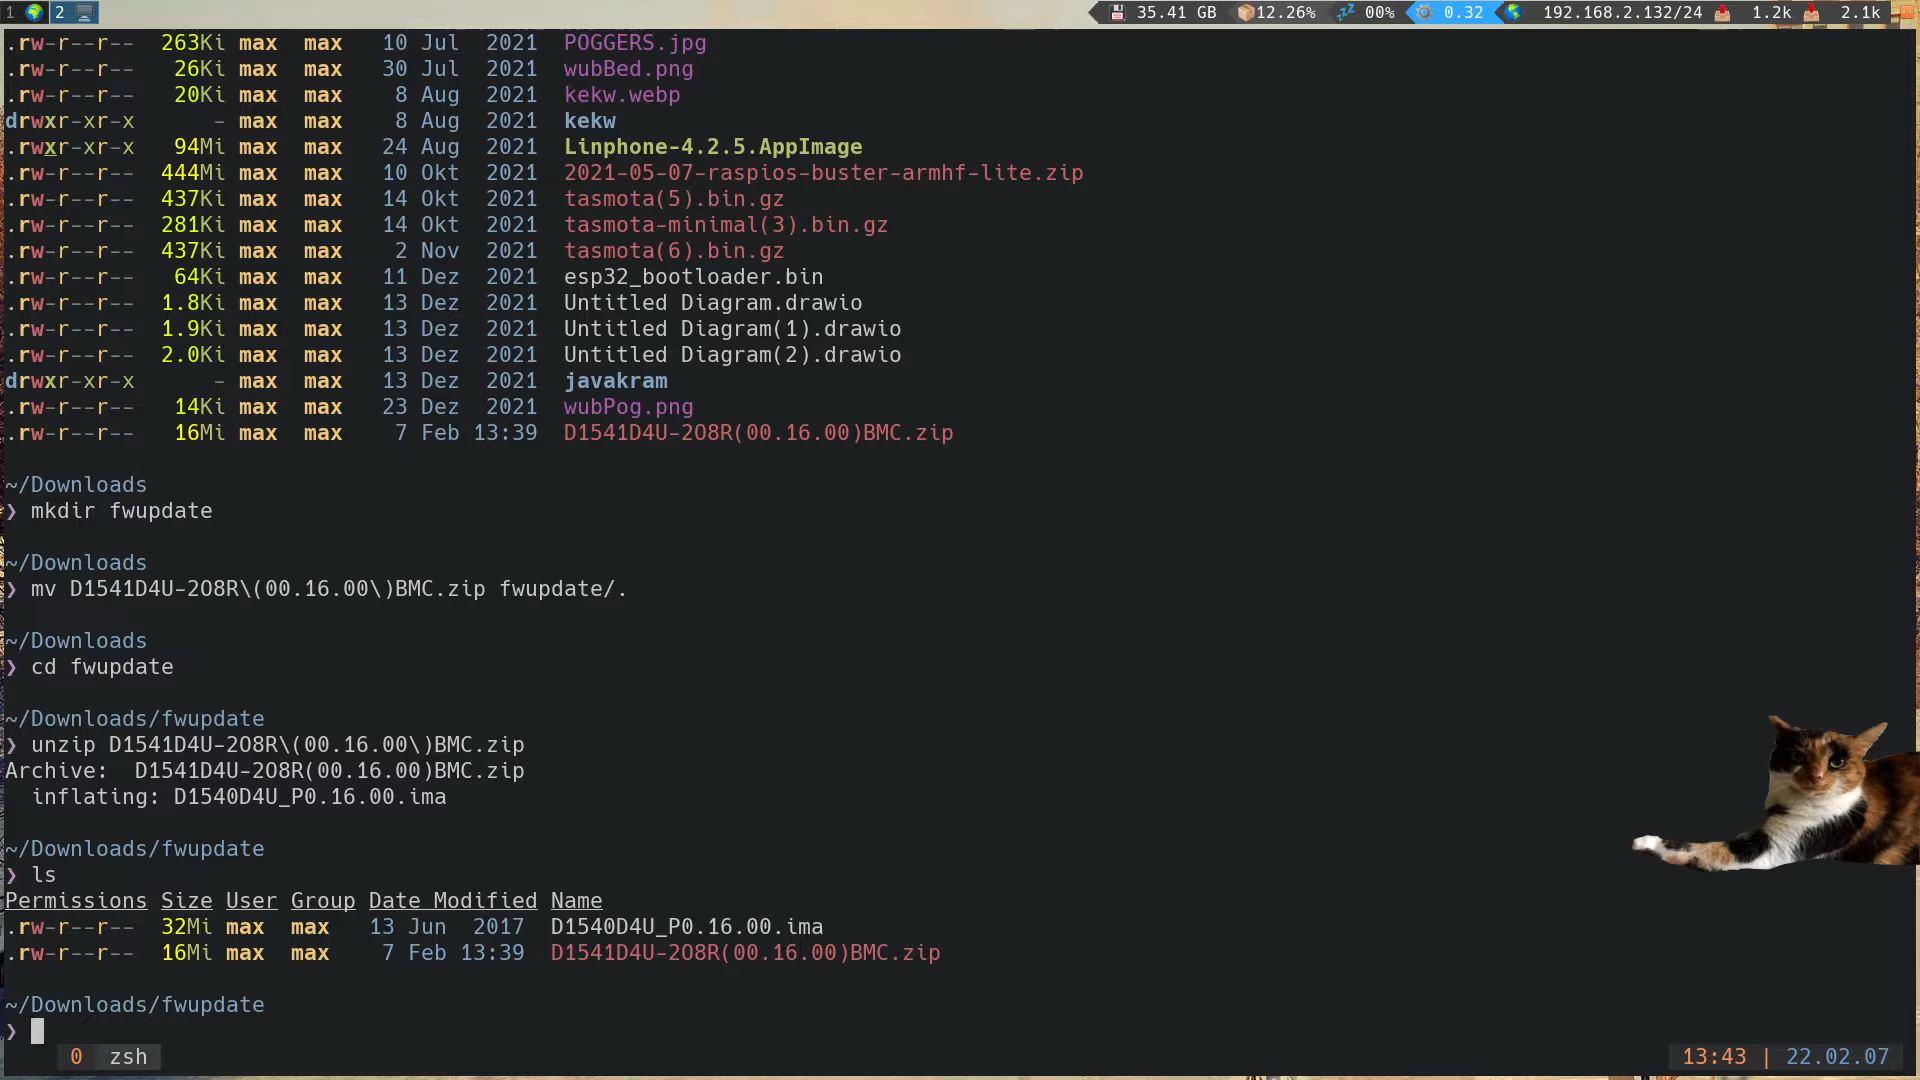 1 2 35.41 GB 12.26% 00% 0.32 192.168.2.132/24 1.2k 2.1k
.rw-r--r-- 263Ki max max 10 Jul 2021 POGGERS.jpg
.rw-r--r-- 26Ki max max 30 Jul 2021 wubBed.png
.rw-r--r-- 20Ki max max 8 Aug 2021 kekw.webp
drwxr-xr-x - max max 8 Aug 2021 kekw
.rwxr-xr-x 94Mi max max 24 Aug 2021 Linphone-4.2.5.AppImage
.rw-r--r-- 444Mi max max 10 Okt 2021 2021-05-07-raspios-buster-armhf-lite.zip
.rw-r--r-- 437Ki max max 14 Okt 2021 tasmota(5).bin.gz
.rw-r--r-- 281Ki max max 14 Okt 2021 tasmota-minimal(3).bin.gz
.rw-r--r-- 437Ki max max 2 Nov 2021 tasmota(6).bin.gz
.rw-r--r-- 64Ki max max 11 Dez 2021 esp32_bootloader.bin
.rw-r--r-- 1.8Ki max max 13 Dez 2021 Untitled Diagram.drawio
.rw-r--r-- 1.9Ki max max 13 Dez 2021 Untitled Diagram(1).drawio
.rw-r--r-- 2.0Ki max max 13 Dez 2021 Untitled Diagram(2).drawio
drwxr-xr-x - max max 13 Dez 2021 javakram
.rw-r--r-- 14Ki max max 23 Dez 2021 wubPog.png
.rw-r--r-- 16Mi max max 7 Feb 13:39 D1541D4U-2O8R(00.16.00)BMC.zip
~/Downloads
❯ mkdir fwupdate
~/Downloads
❯ mv D1541D4U-2O8R\(00.16.00\)BMC.zip fwupdate/.
~/Downloads
❯ cd fwupdate
~/Downloads/fwupdate
❯ unzip D1541D4U-2O8R\(00.16.00\)BMC.zip
Archive: D1541D4U-2O8R(00.16.00)BMC.zip
inflating: D1540D4U_P0.16.00.ima
~/Downloads/fwupdate
❯ ls
Permissions Size User Group Date Modified Name
.rw-r--r-- 32Mi max max 13 Jun 2017 D1540D4U_P0.16.00.ima
.rw-r--r-- 16Mi max max 7 Feb 13:39 D1541D4U-2O8R(00.16.00)BMC.zip
~/Downloads/fwupdate
❯
0 zsh 13:43 | 22.02.07